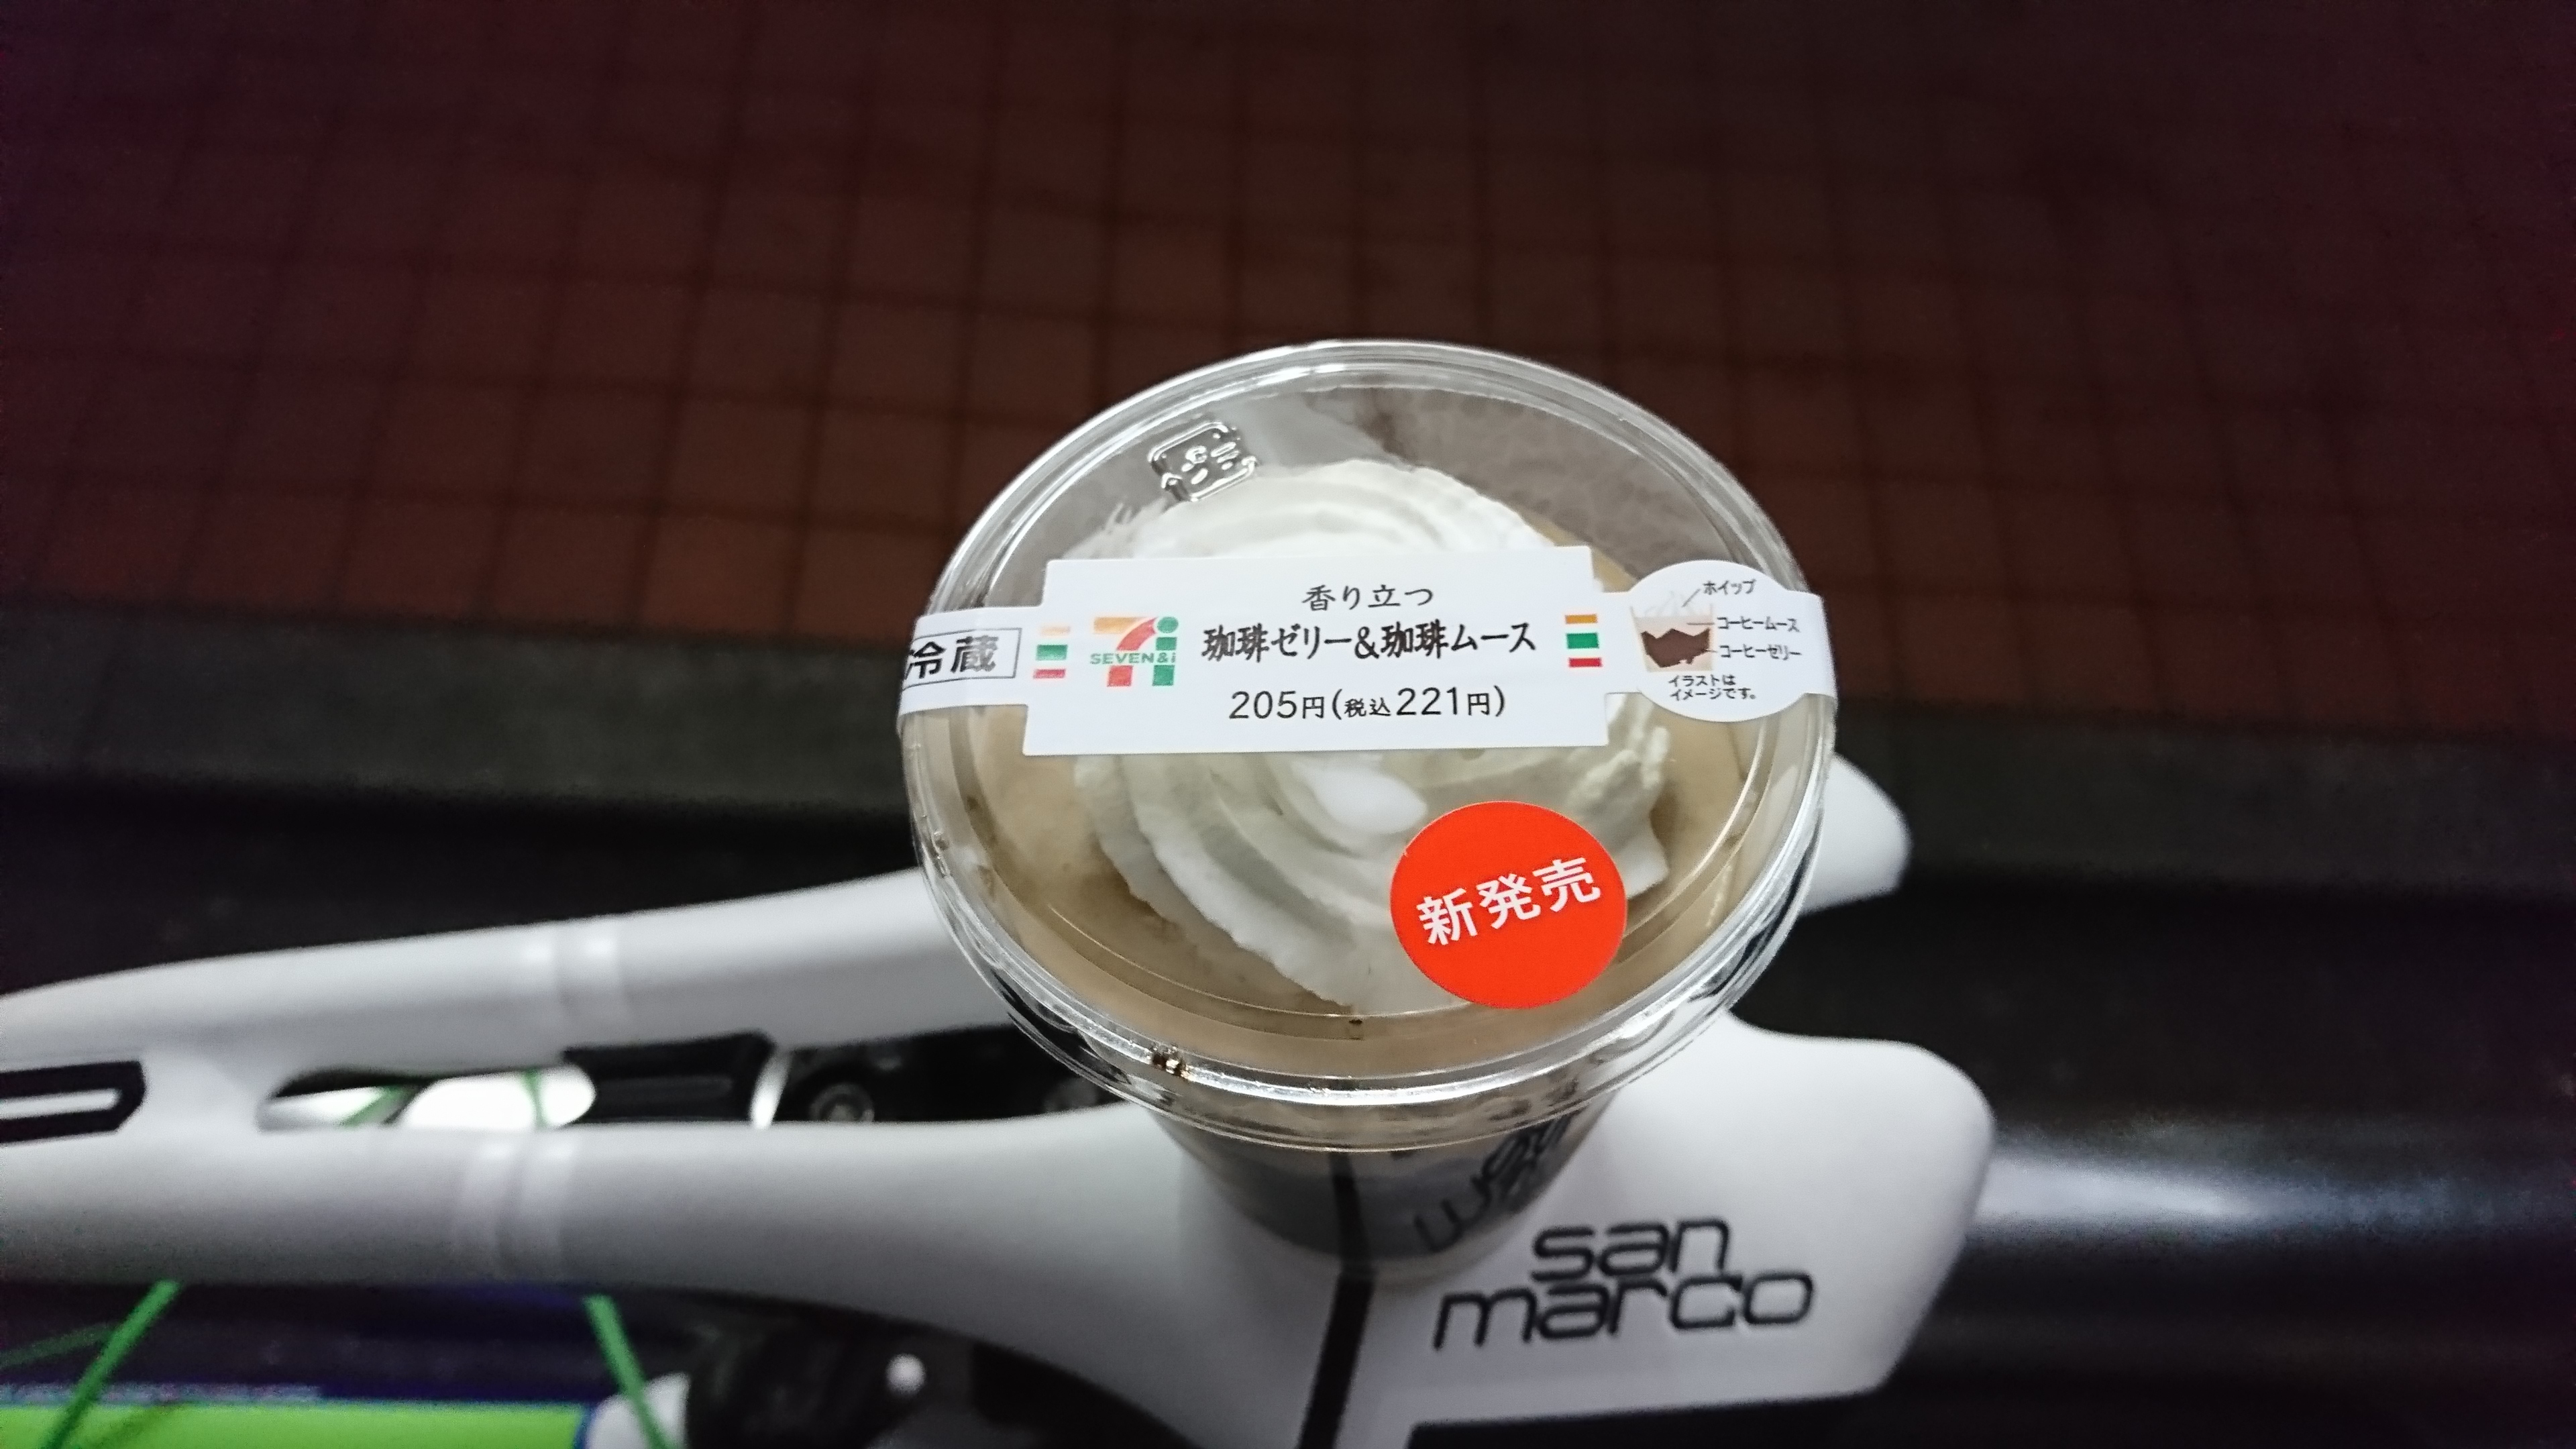 香り立つ
珈琲ゼリー&珈琲ムース
205円(税込221円)
冷蔵
SEVEN&i
ホイップ
コーヒームース
コーヒーゼリー
イラストは
イメージです。
新発売
san
marco